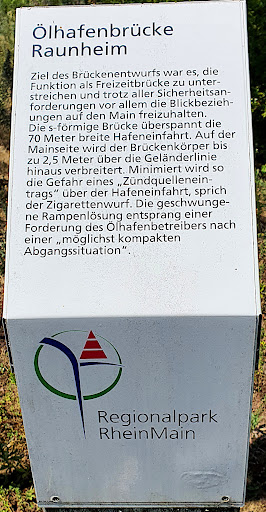 Ölhafenbrücke
Raunheim
Ziel des Brückenentwurfs war es, die
Funktion als Freizeitbrücke zu unter-
streichen und trotz aller Sicherheitsan-
forderungen vor allem die Blickbezieh-
ungen auf den Main freizuhalten.
Die s-förmige Brücke überspannt die
70 Meter breite Hafeneinfahrt. Auf der
Mainseite wird der Brückenkörper bis
zu 2,5 Meter über die Geländerlinie
hinaus verbreitert. Minimiert wird so
die Gefahr eines „Zündquellenein-
trags“ über der Hafeneinfahrt, sprich
der Zigarettenwurf. Die geschwunge-
ne Rampenlösung entsprang einer
Forderung des Ölhafenbetreibers nach
einer „möglichst kompakten
Abgangssituation“.
Regionalpark
RheinMain